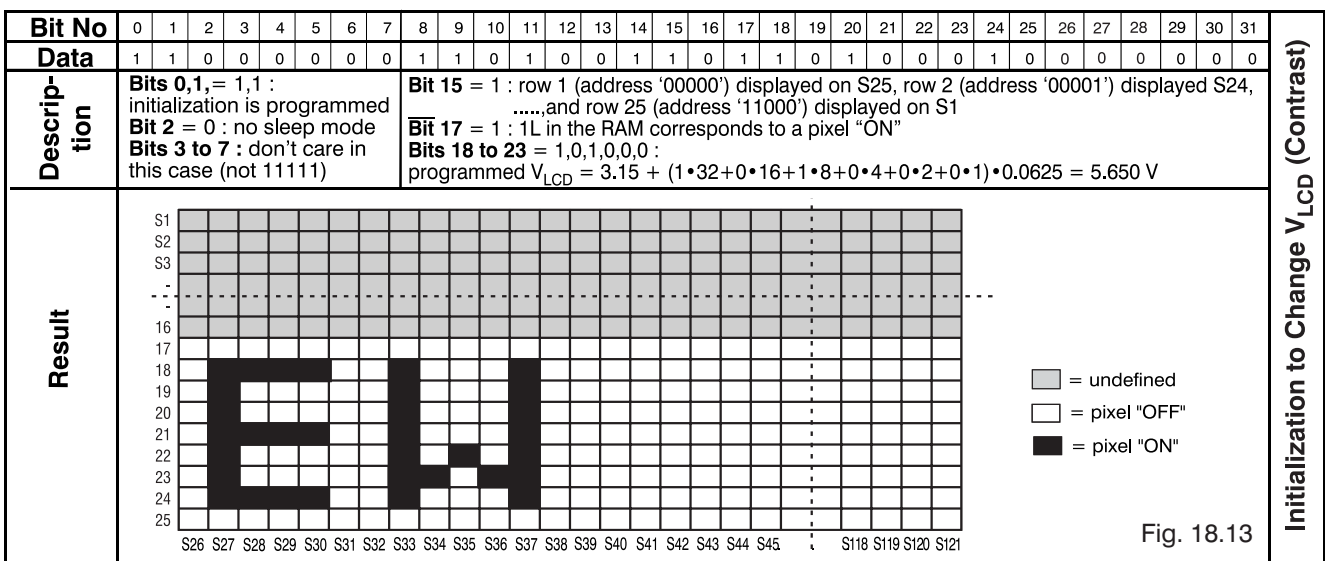 Bit No 0 1 2 3 4 5 6 7 8 9 10 11 12 13 14 15 16 17 18 19 20 21 22 23 24 25 26 27 28 29 30 31
Data 1 1 0 0 0 0 0 0 1 1 0 1 0 0 1 1 0 1 1 0 1 0 0 0 1 0 0 0 0 0 0 0
Descrip-
tion
Bits 0,1,= 1,1 :
initialization is programmed
Bit 2 = 0 : no sleep mode
Bits 3 to 7 : don't care in
this case (not 11111)
Bit 15 = 1 : row 1 (address '00000') displayed on S25, row 2 (address '00001') displayed S24,
.....,and row 25 (address '11000') displayed on S1
Bit 17 = 1 : 1L in the RAM corresponds to a pixel "ON"
Bits 18 to 23 = 1,0,1,0,0,0 :
programmed VLCD = 3.15 + (1•32+0•16+1•8+0•4+0•2+0•1)•0.0625 = 5.650 V
Result
S1
S2
S3
-
-
16
17
18
19
20
21
22
23
24
25
S26 S27 S28 S29 S30 S31 S32 S33 S34 S35 S36 S37 S38 S39 S40 S41 S42 S43 S44 S45. S118 S119 S120 S121
= undefined
= pixel "OFF"
= pixel "ON"
Fig. 18.13
Initialization to Change VLCD (Contrast)